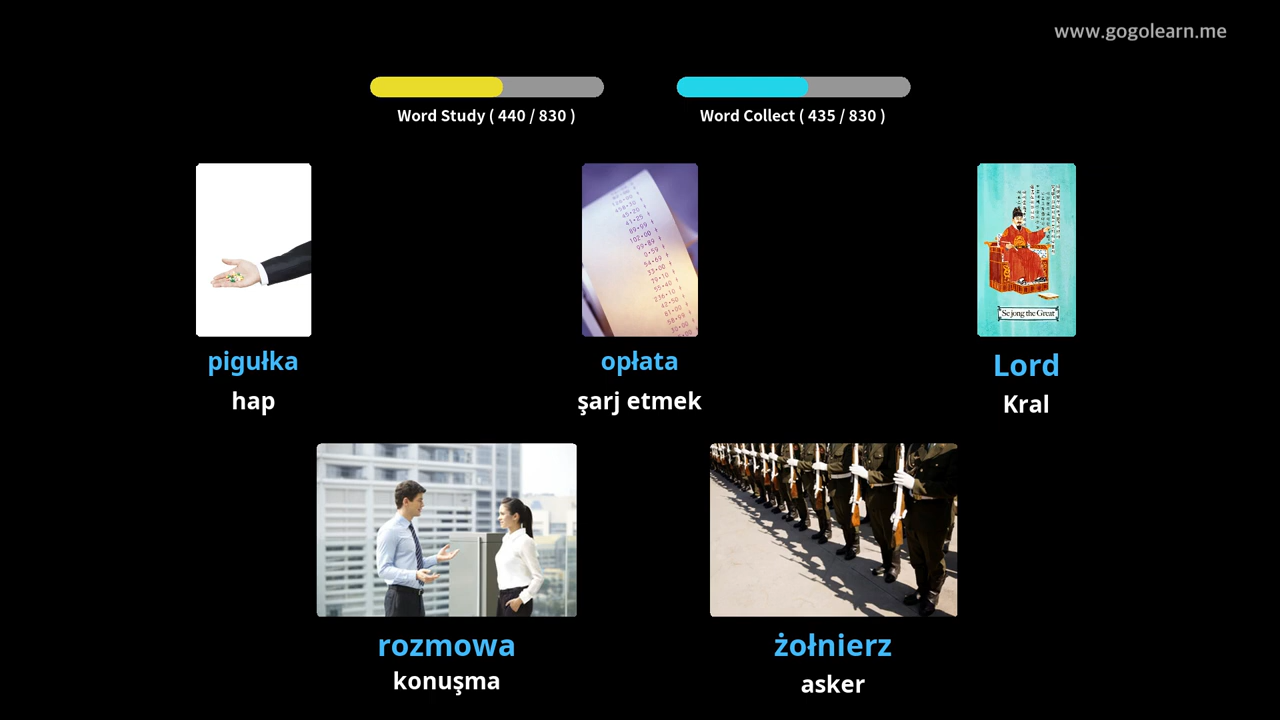 www.gogolearn.me
Word Study ( 440 / 830 )
Word Collect ( 435 / 830 )
Se jong the Great
pigułka
opłata
Lord
hap
şarj etmek
Kral
rozmowa
żołnierz
konuşma
asker